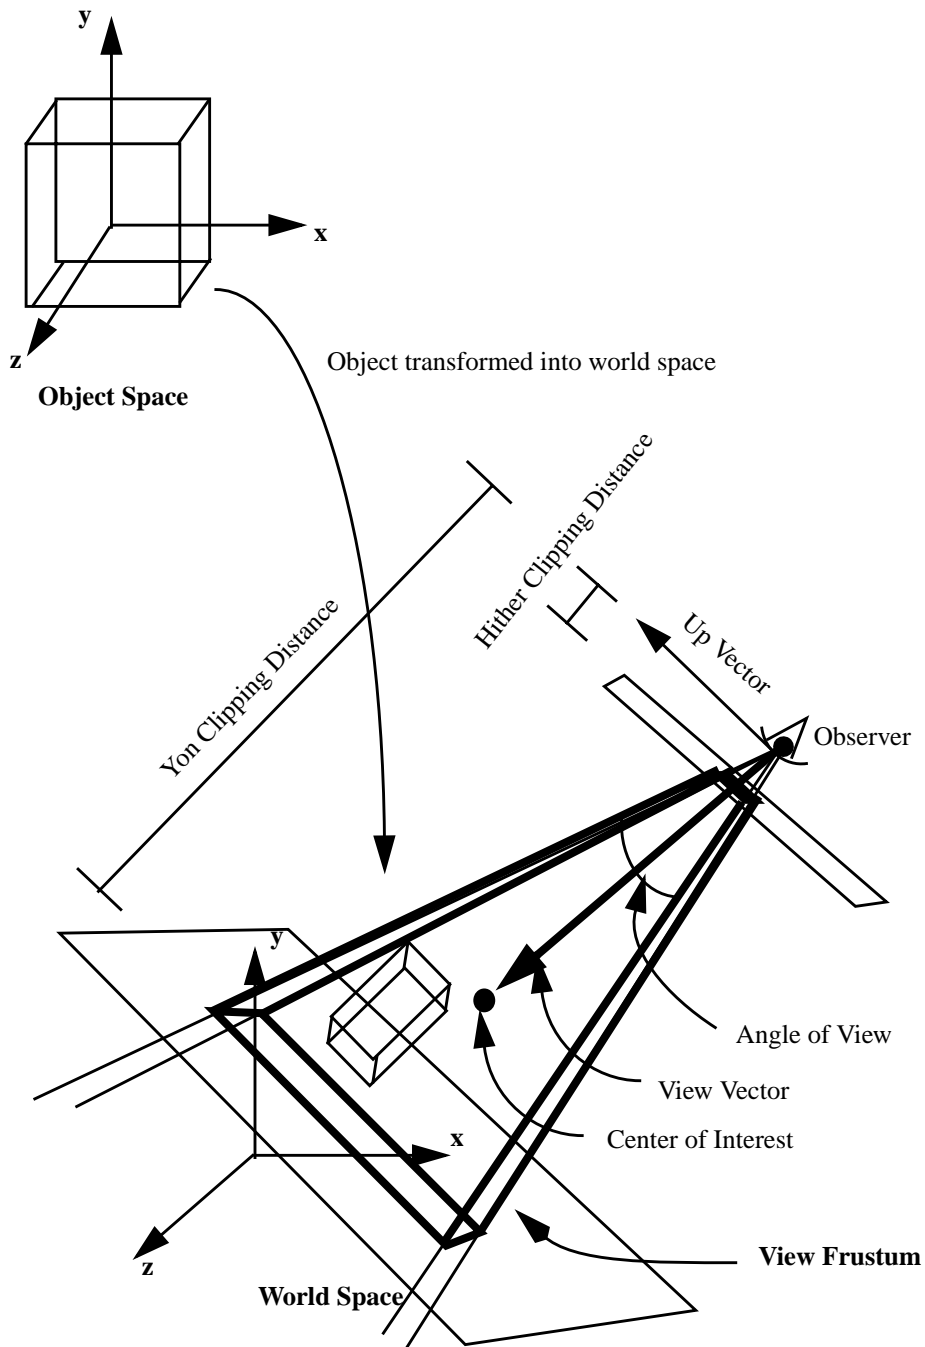 y
x
z
Object Space
Object transformed into world space
Hither Clipping Distance
Yon Clipping Distance
Up Vector
Observer
y
Angle of View
View Vector
Center of Interest
x
z
View Frustum
World Space